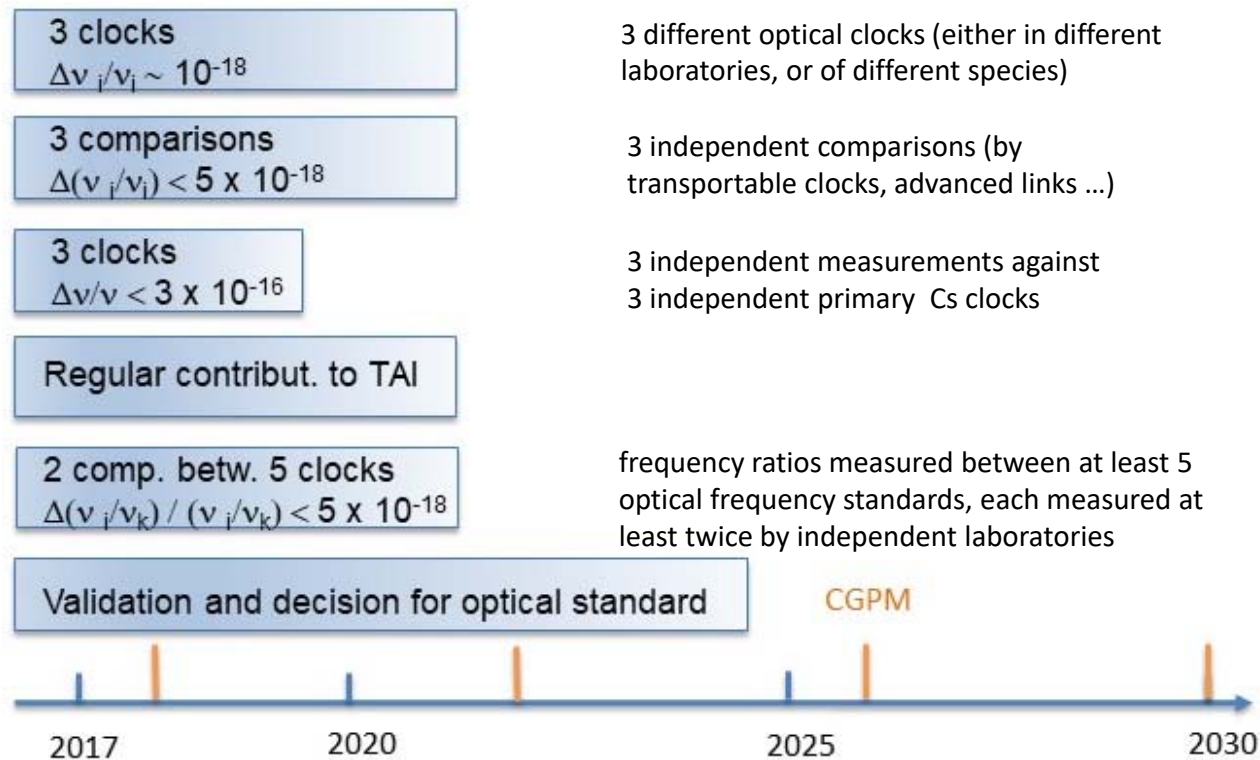 3 clocks
Δν ᵢ/νᵢ ~ 10⁻¹⁸
3 different optical clocks (either in different
laboratories, or of different species)
3 comparisons
Δ(ν ᵢ/νᵢ) < 5 x 10⁻¹⁸
3 independent comparisons (by
transportable clocks, advanced links …)
3 clocks
Δν/ν < 3 x 10⁻¹⁶
3 independent measurements against
3 independent primary Cs clocks
Regular contribut. to TAI
2 comp. betw. 5 clocks
Δ(ν ᵢ/νₖ) / (ν ᵢ/νₖ) < 5 x 10⁻¹⁸
frequency ratios measured between at least 5
optical frequency standards, each measured at
least twice by independent laboratories
Validation and decision for optical standard
CGPM
2017 2020 2025 2030